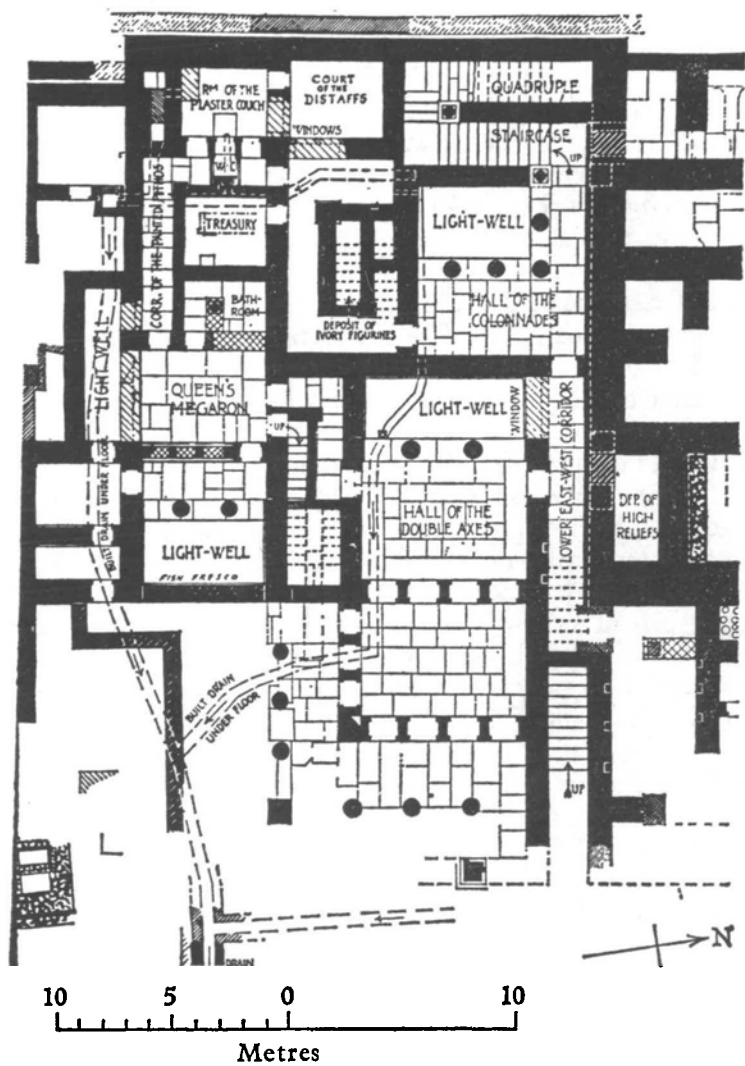 RM OF THE
PLASTER COUCH
COURT
OF THE
DISTAFFS
QUADRUPLE
STAIRCASE
UP
WINDOWS
W.C
TREASURY
LIGHT-WELL
CORR. OF THE PAINTED PITHOS
BATH-
ROOM
HALL OF THE
COLONNADES
DEPOSIT OF
IVORY FIGURINES
LIGHT WELL
QUEEN'S
MEGARON
UP
LIGHT-WELL
WINDOW
LOWER EAST-WEST CORRIDOR
HALL OF THE
DOUBLE AXES
DEP. OF
HIGH
RELIEFS
BUILT DRAIN UNDER FLOOR
LIGHT-WELL
FISH FRESCO
BUILT DRAIN
UNDER FLOOR
UP
N
DRAIN
10 5 0 10
Metres